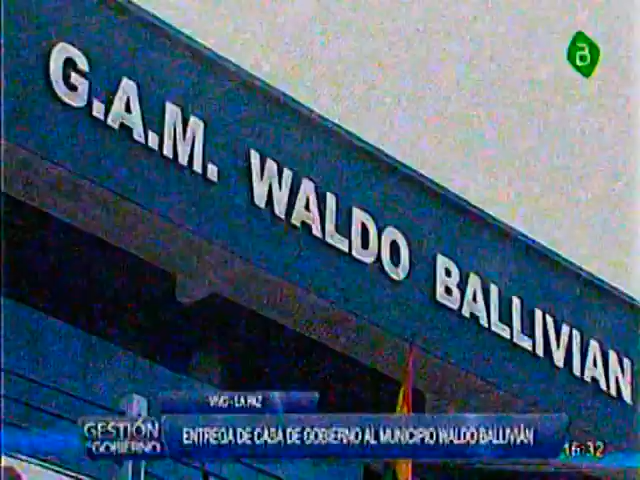 G.A.M. WALDO BALLIVIAN
VIVO - LA PAZ
ENTREGA DE CASA DE GOBIERNO AL MUNICIPIO WALDO BALLIVIÁN
GESTIÓN
DE GOBIERNO
16:32